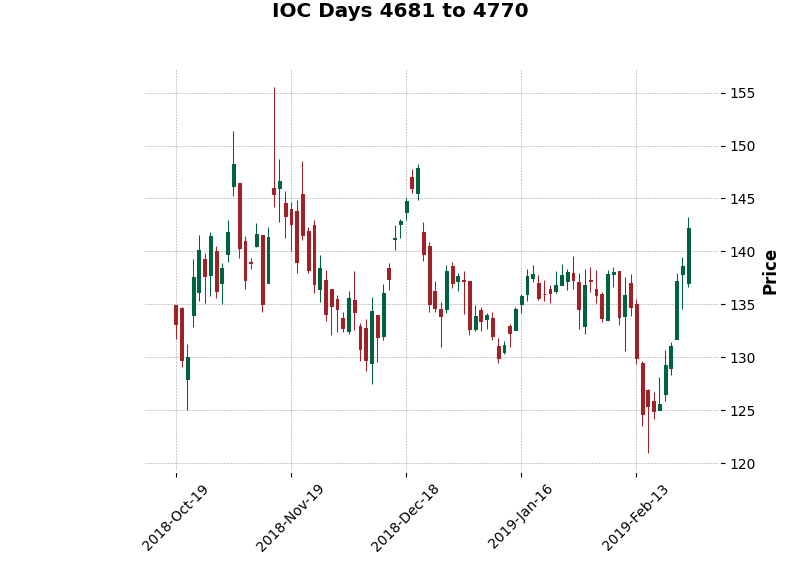 IOC Days 4681 to 4770
155
150
145
140
135
130
125
120
Price
2018-Oct-19
2018-Nov-19
2018-Dec-18
2019-Jan-16
2019-Feb-13